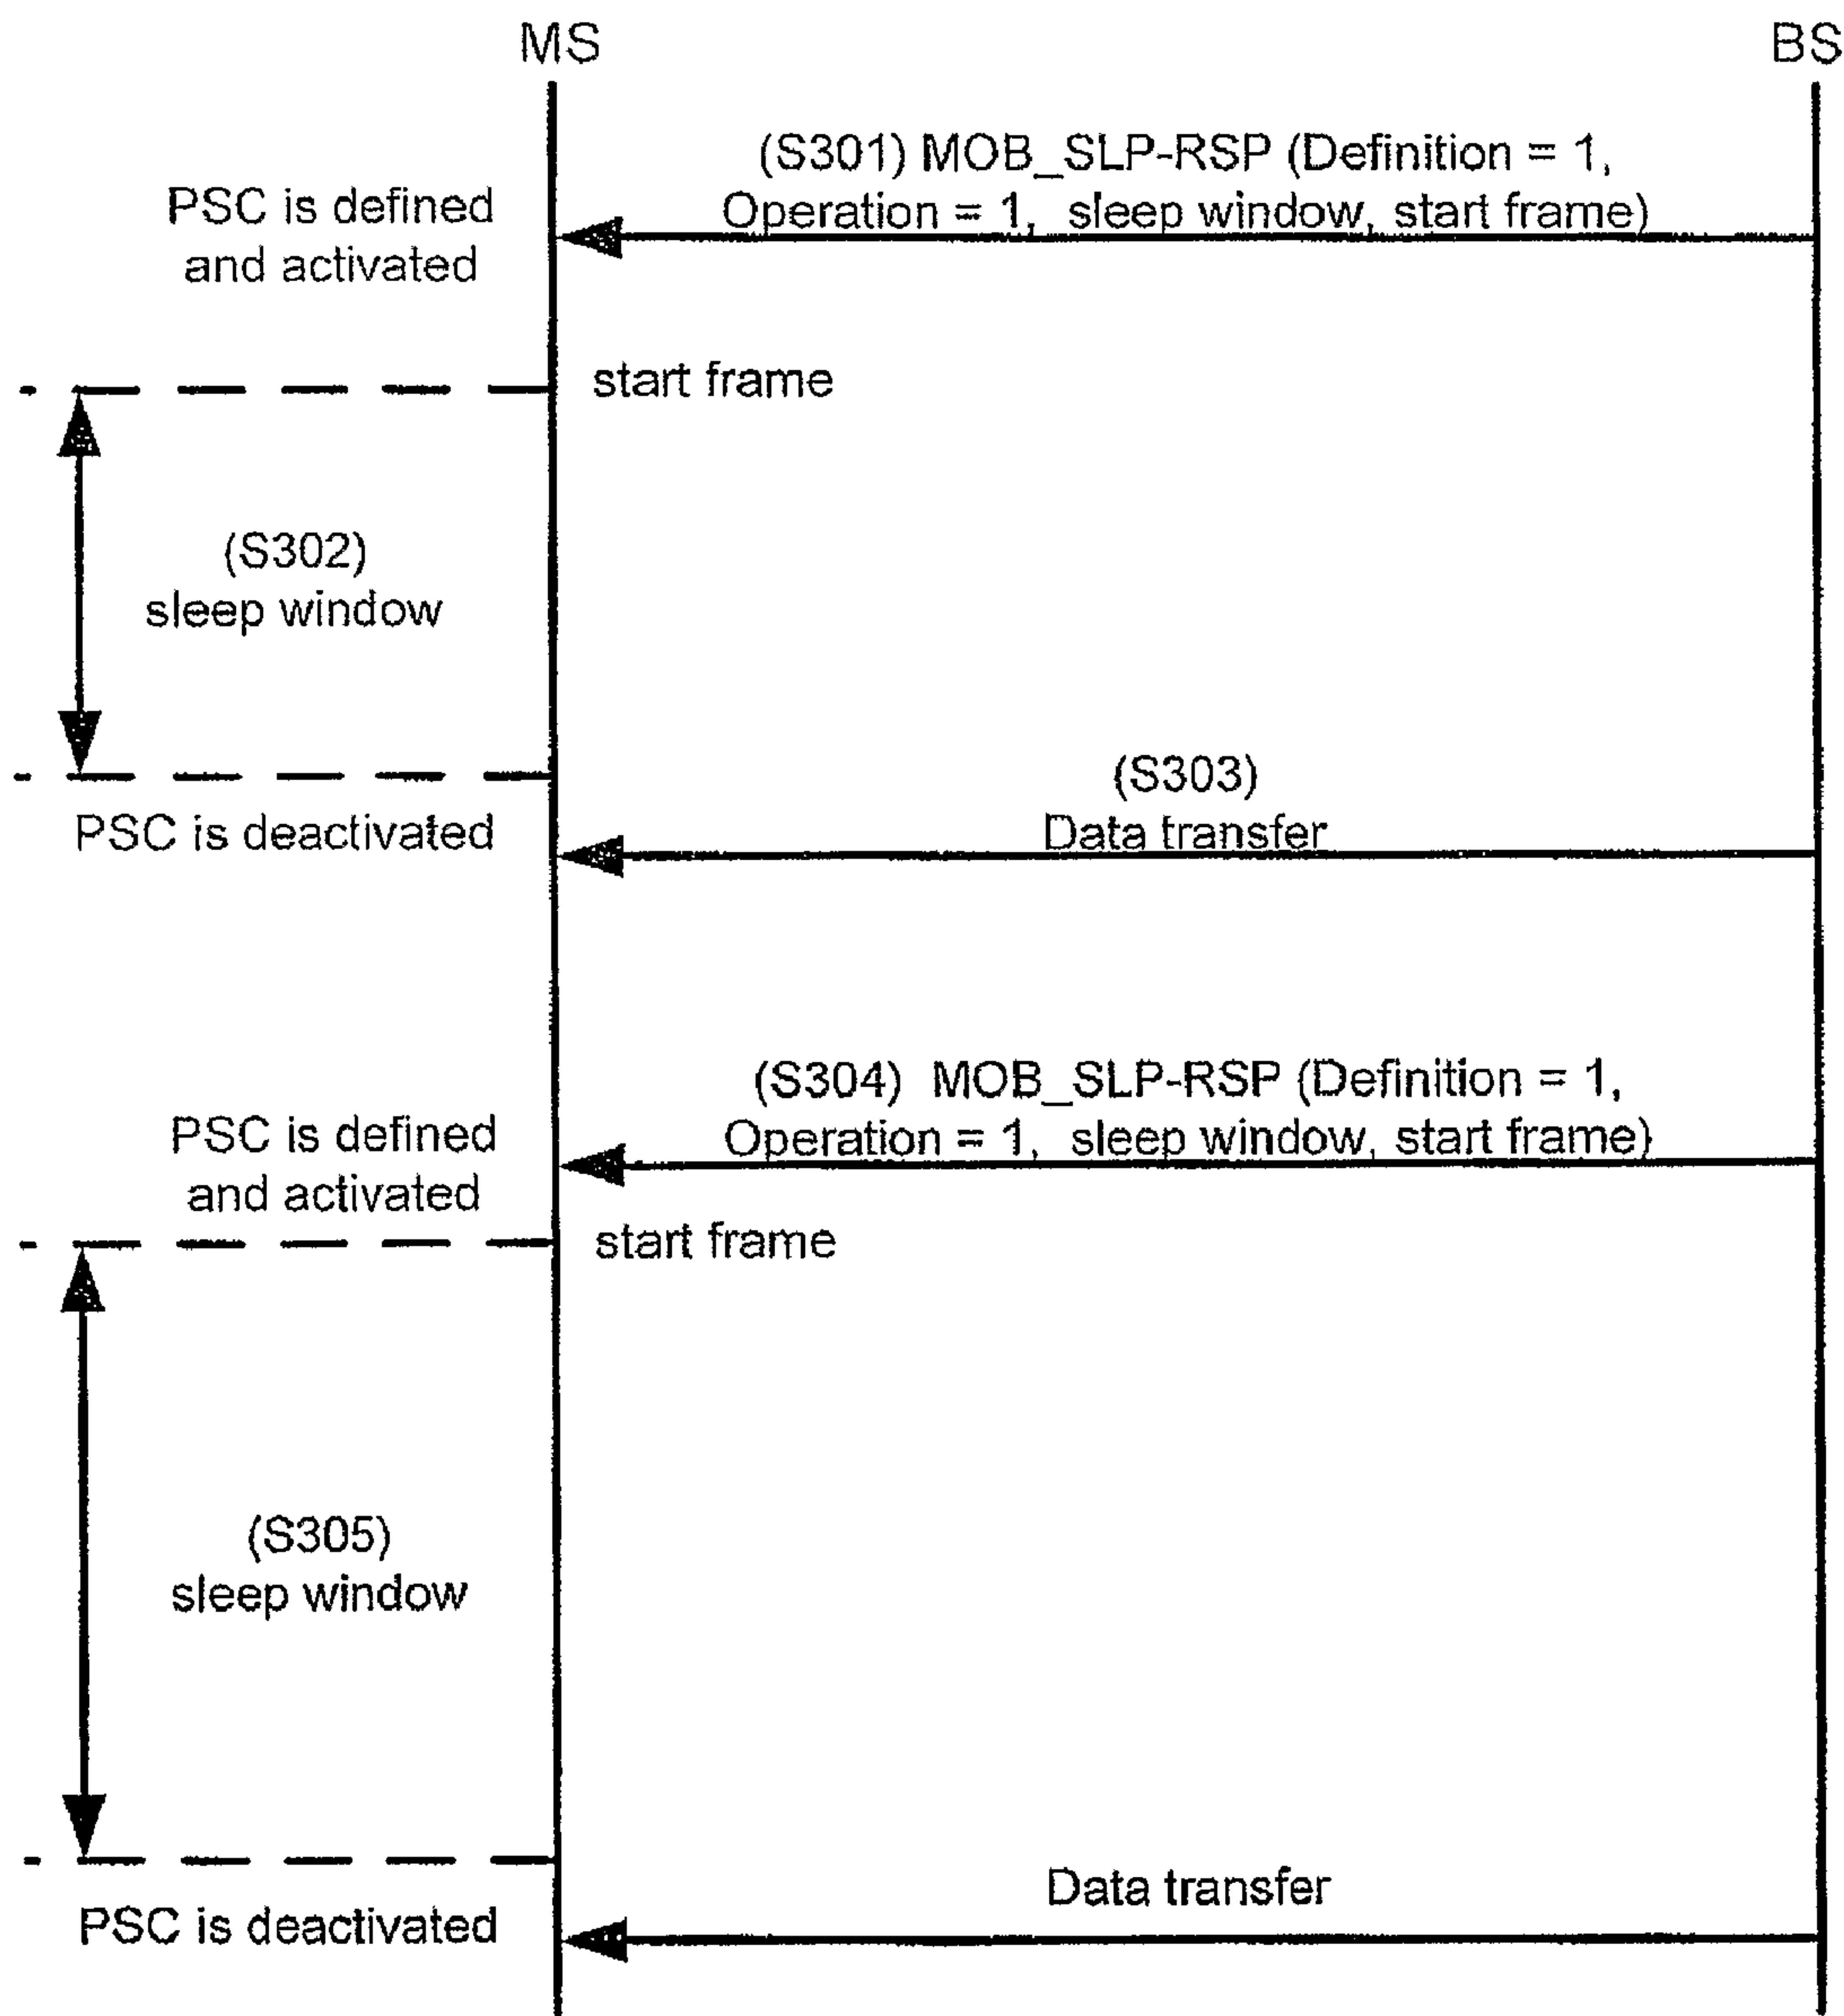 MS
BS
(S301) MOB_SLP-RSP (Definition = 1,
Operation = 1, sleep window, start frame)
PSC is defined
and activated
start frame
(S302)
sleep window
(S303)
Data transfer
PSC is deactivated
(S304) MOB_SLP-RSP (Definition = 1,
Operation = 1, sleep window, start frame)
PSC is defined
and activated
start frame
(S305)
sleep window
Data transfer
PSC is deactivated